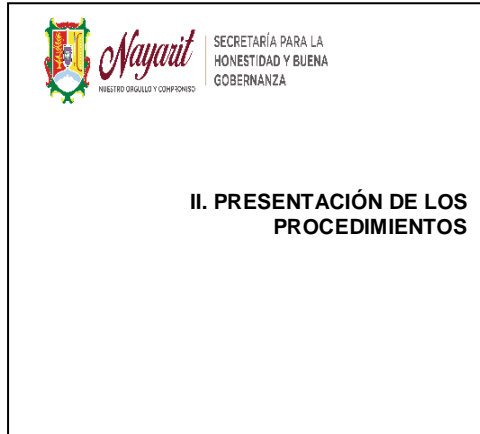 Nayarit
NUESTRO ORGULLO Y COMPROMISO
SECRETARÍA PARA LA
HONESTIDAD Y BUENA
GOBERNANZA
II. PRESENTACIÓN DE LOS
PROCEDIMIENTOS